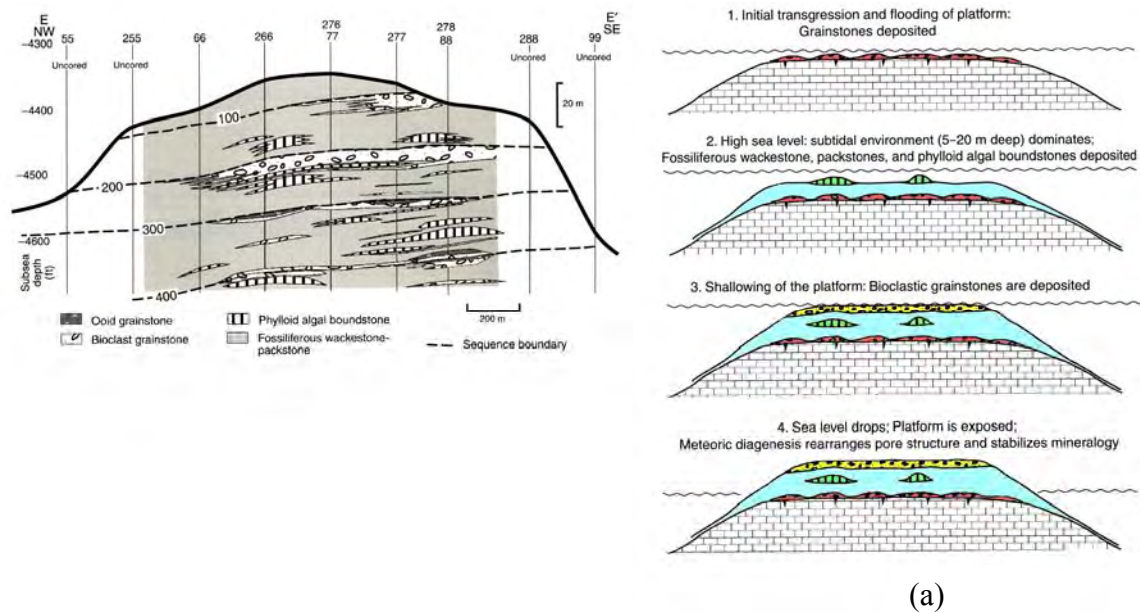 E
NW
E'
SE
55
255
66
266
276
77
277
278
88
288
99
Uncored
Uncored
Uncored
Uncored
−4300
−4400
−4500
−4600
Subsea
depth
(ft)
20 m
100
200
300
400
200 m
Ooid grainstone
Bioclast grainstone
Phylloid algal boundstone
Fossiliferous wackestone-
packstone
Sequence boundary
1. Initial transgression and flooding of platform:
Grainstones deposited
2. High sea level: subtidal environment (5–20 m deep) dominates;
Fossiliferous wackestone, packstones, and phylloid algal boundstones deposited
3. Shallowing of the platform: Bioclastic grainstones are deposited
4. Sea level drops; Platform is exposed;
Meteoric diagenesis rearranges pore structure and stabilizes mineralogy
(a)